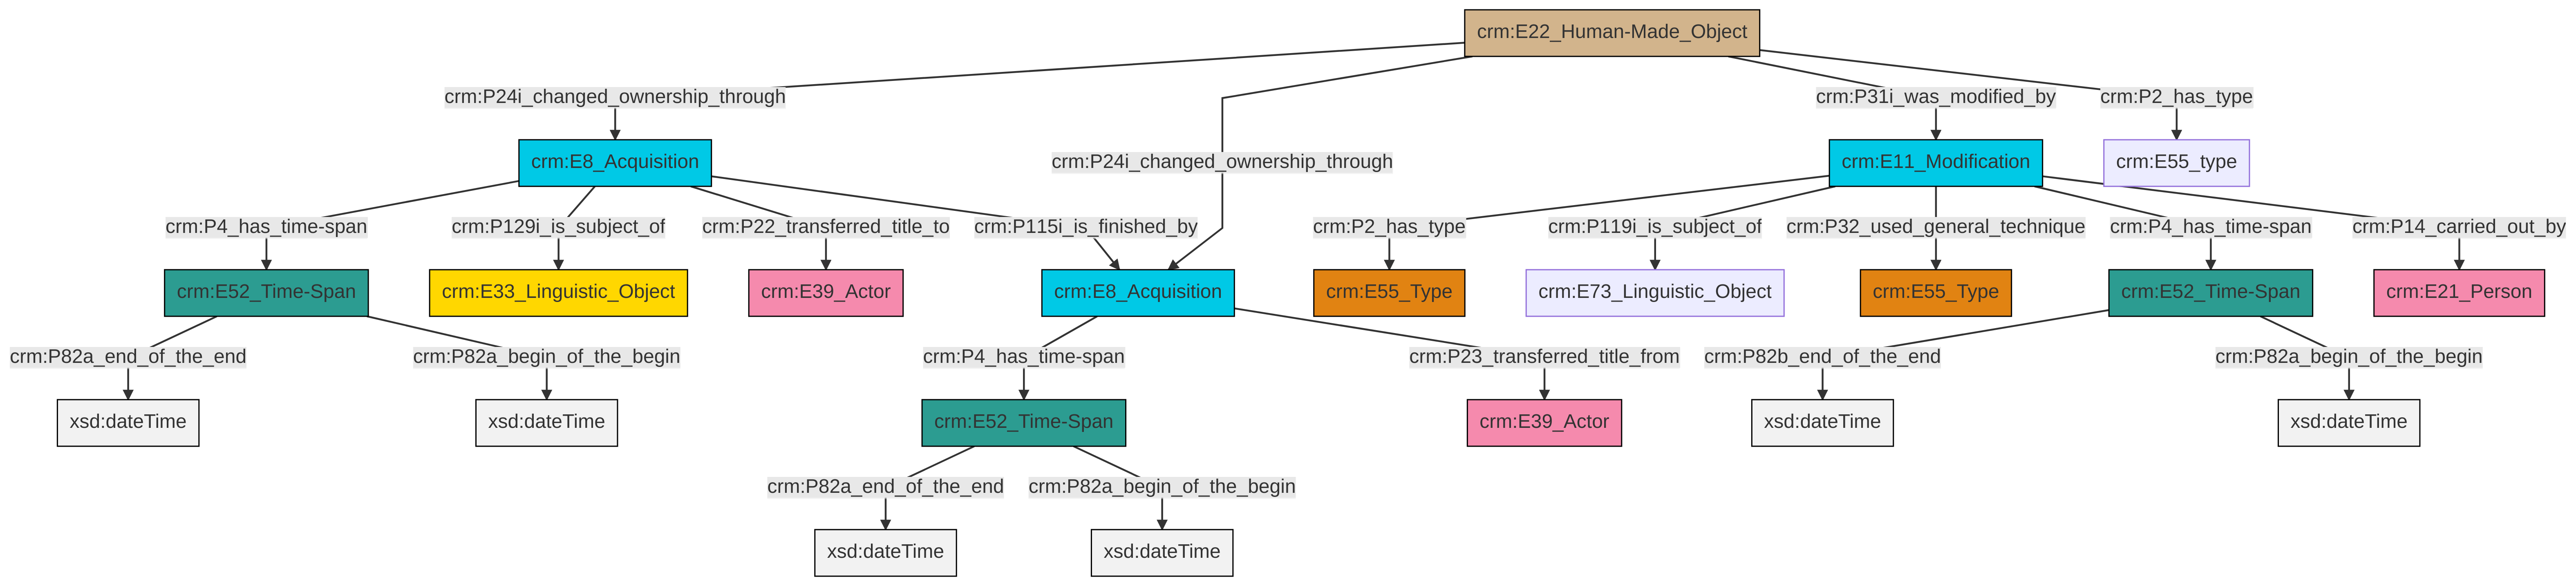 crm:E22_Human-Made_Object
crm:P24i_changed_ownership_through
crm:P31i_was_modified_by
crm:P2_has_type
crm:E8_Acquisition
crm:P24i_changed_ownership_through
crm:E11_Modification
crm:E55_type
crm:P4_has_time-span
crm:P129i_is_subject_of
crm:P22_transferred_title_to
crm:P115i_is_finished_by
crm:P2_has_type
crm:P119i_is_subject_of
crm:P32_used_general_technique
crm:P4_has_time-span
crm:P14_carried_out_by
crm:E52_Time-Span
crm:E33_Linguistic_Object
crm:E39_Actor
crm:E8_Acquisition
crm:E55_Type
crm:E73_Linguistic_Object
crm:E55_Type
crm:E52_Time-Span
crm:E21_Person
crm:P82a_end_of_the_end
crm:P82a_begin_of_the_begin
crm:P4_has_time-span
crm:P23_transferred_title_from
crm:P82b_end_of_the_end
crm:P82a_begin_of_the_begin
xsd:dateTime
xsd:dateTime
crm:E52_Time-Span
crm:E39_Actor
xsd:dateTime
xsd:dateTime
crm:P82a_end_of_the_end
crm:P82a_begin_of_the_begin
xsd:dateTime
xsd:dateTime